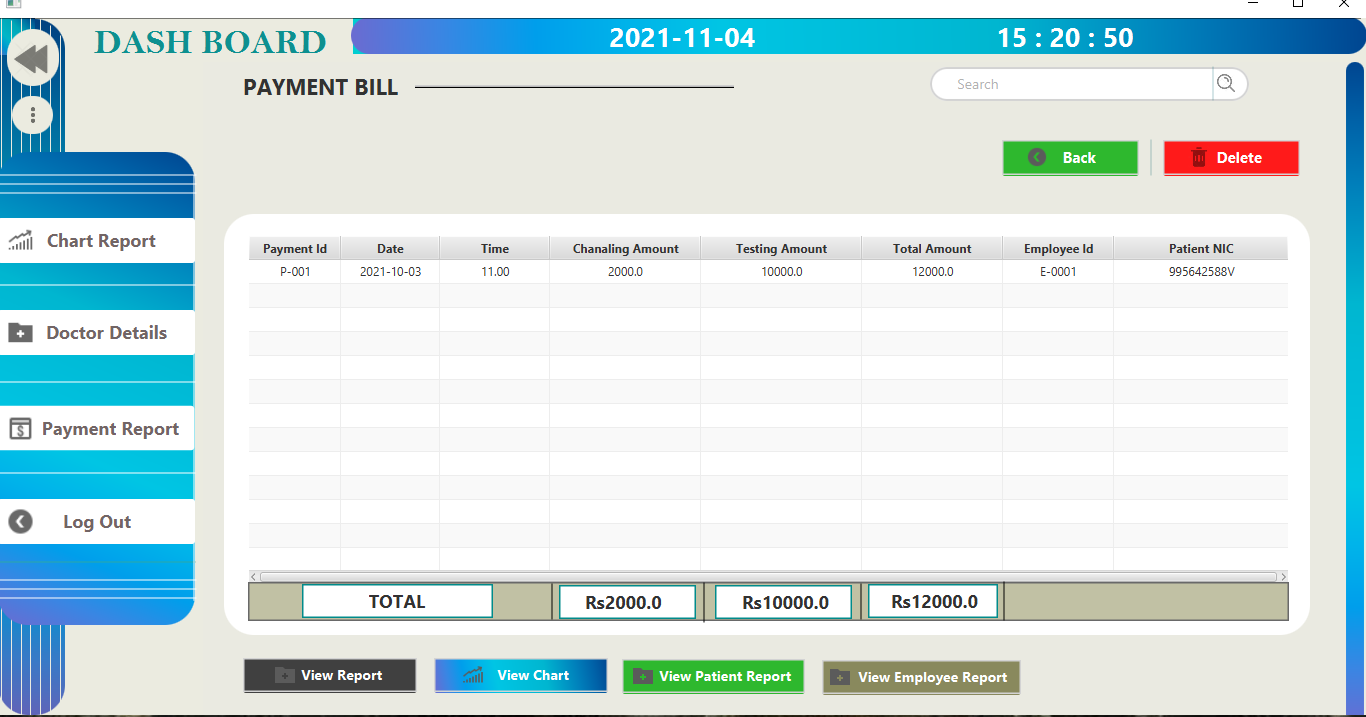 DASH BOARD 2021-11-04 15 : 20 : 50
PAYMENT BILL Search
Back Delete
Chart Report
Doctor Details
Payment Report
Log Out
Payment Id Date Time Chanaling Amount Testing Amount Total Amount Employee Id Patient NIC
P-001 2021-10-03 11.00 2000.0 10000.0 12000.0 E-0001 995642588V
TOTAL Rs2000.0 Rs10000.0 Rs12000.0
View Report View Chart View Patient Report View Employee Report